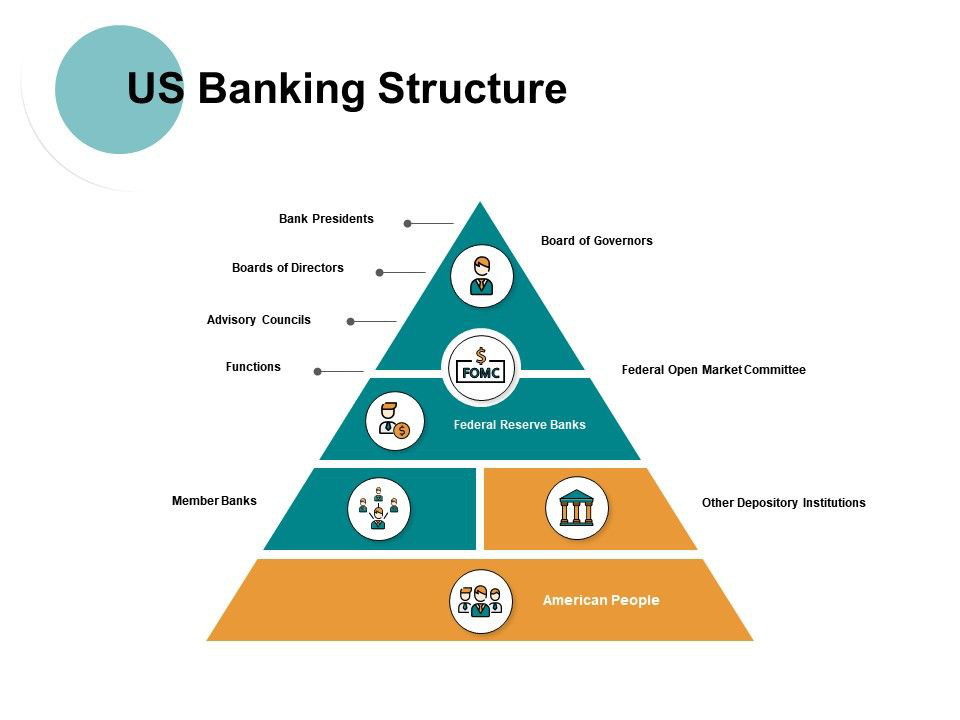 US Banking Structure
Bank Presidents
Board of Governors
Boards of Directors
Advisory Councils
$
FOMC
Functions
Federal Open Market Committee
$
Federal Reserve Banks
Member Banks
Other Depository Institutions
American People